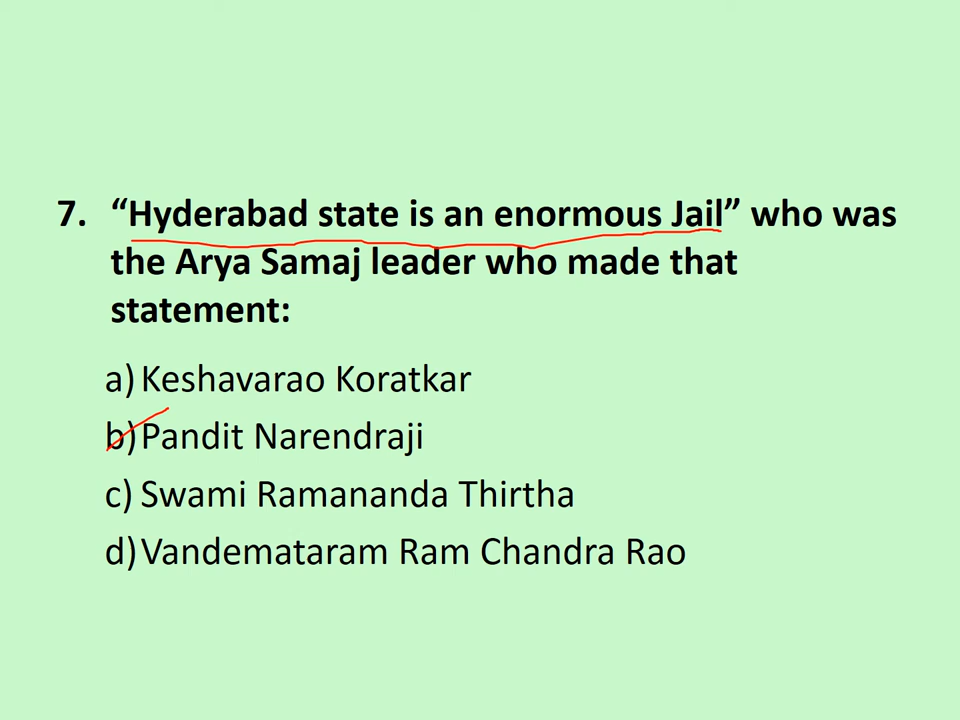 7. “Hyderabad state is an enormous Jail” who was
the Arya Samaj leader who made that
statement:
a) Keshavarao Koratkar
b) Pandit Narendraji
c) Swami Ramananda Thirtha
d) Vandemataram Ram Chandra Rao